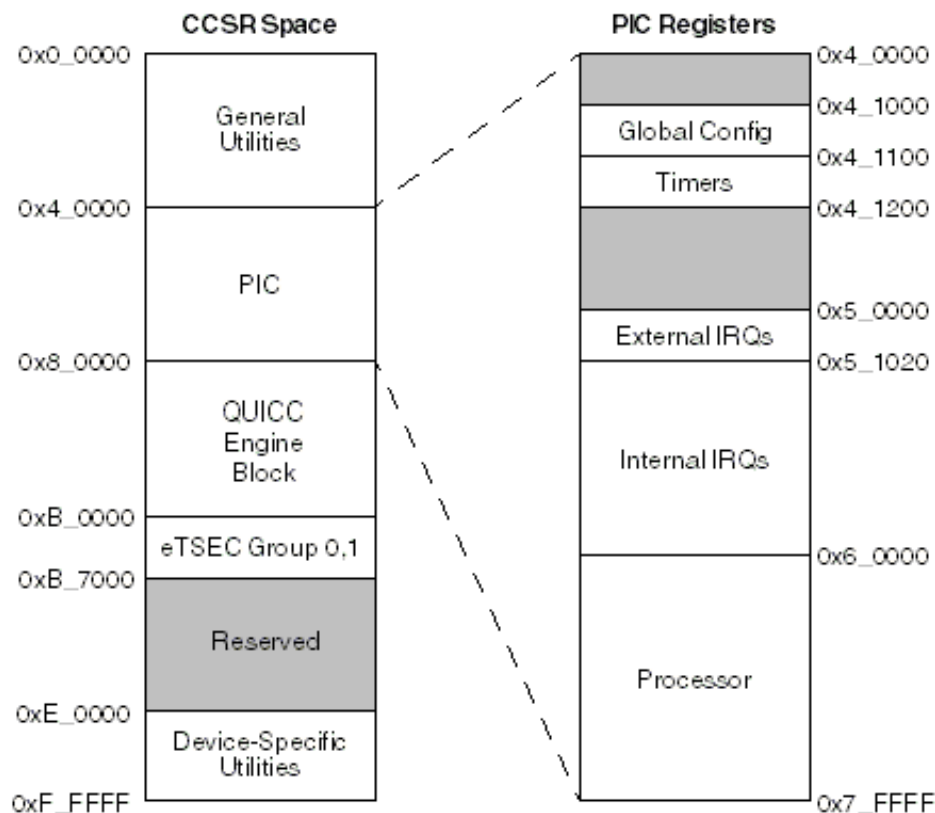 CCSR Space
0x0_0000
General
Utilities
0x4_0000
PIC
0x8_0000
QUICC
Engine
Block
0xB_0000
eTSEC Group 0,1
0xB_7000
Reserved
0xE_0000
Device-Specific
Utilities
0xF_FFFF
PIC Registers
0x4_0000
0x4_1000
Global Config
0x4_1100
Timers
0x4_1200
0x5_0000
External IRQs
0x5_1020
Internal IRQs
0x6_0000
Processor
0x7_FFFF